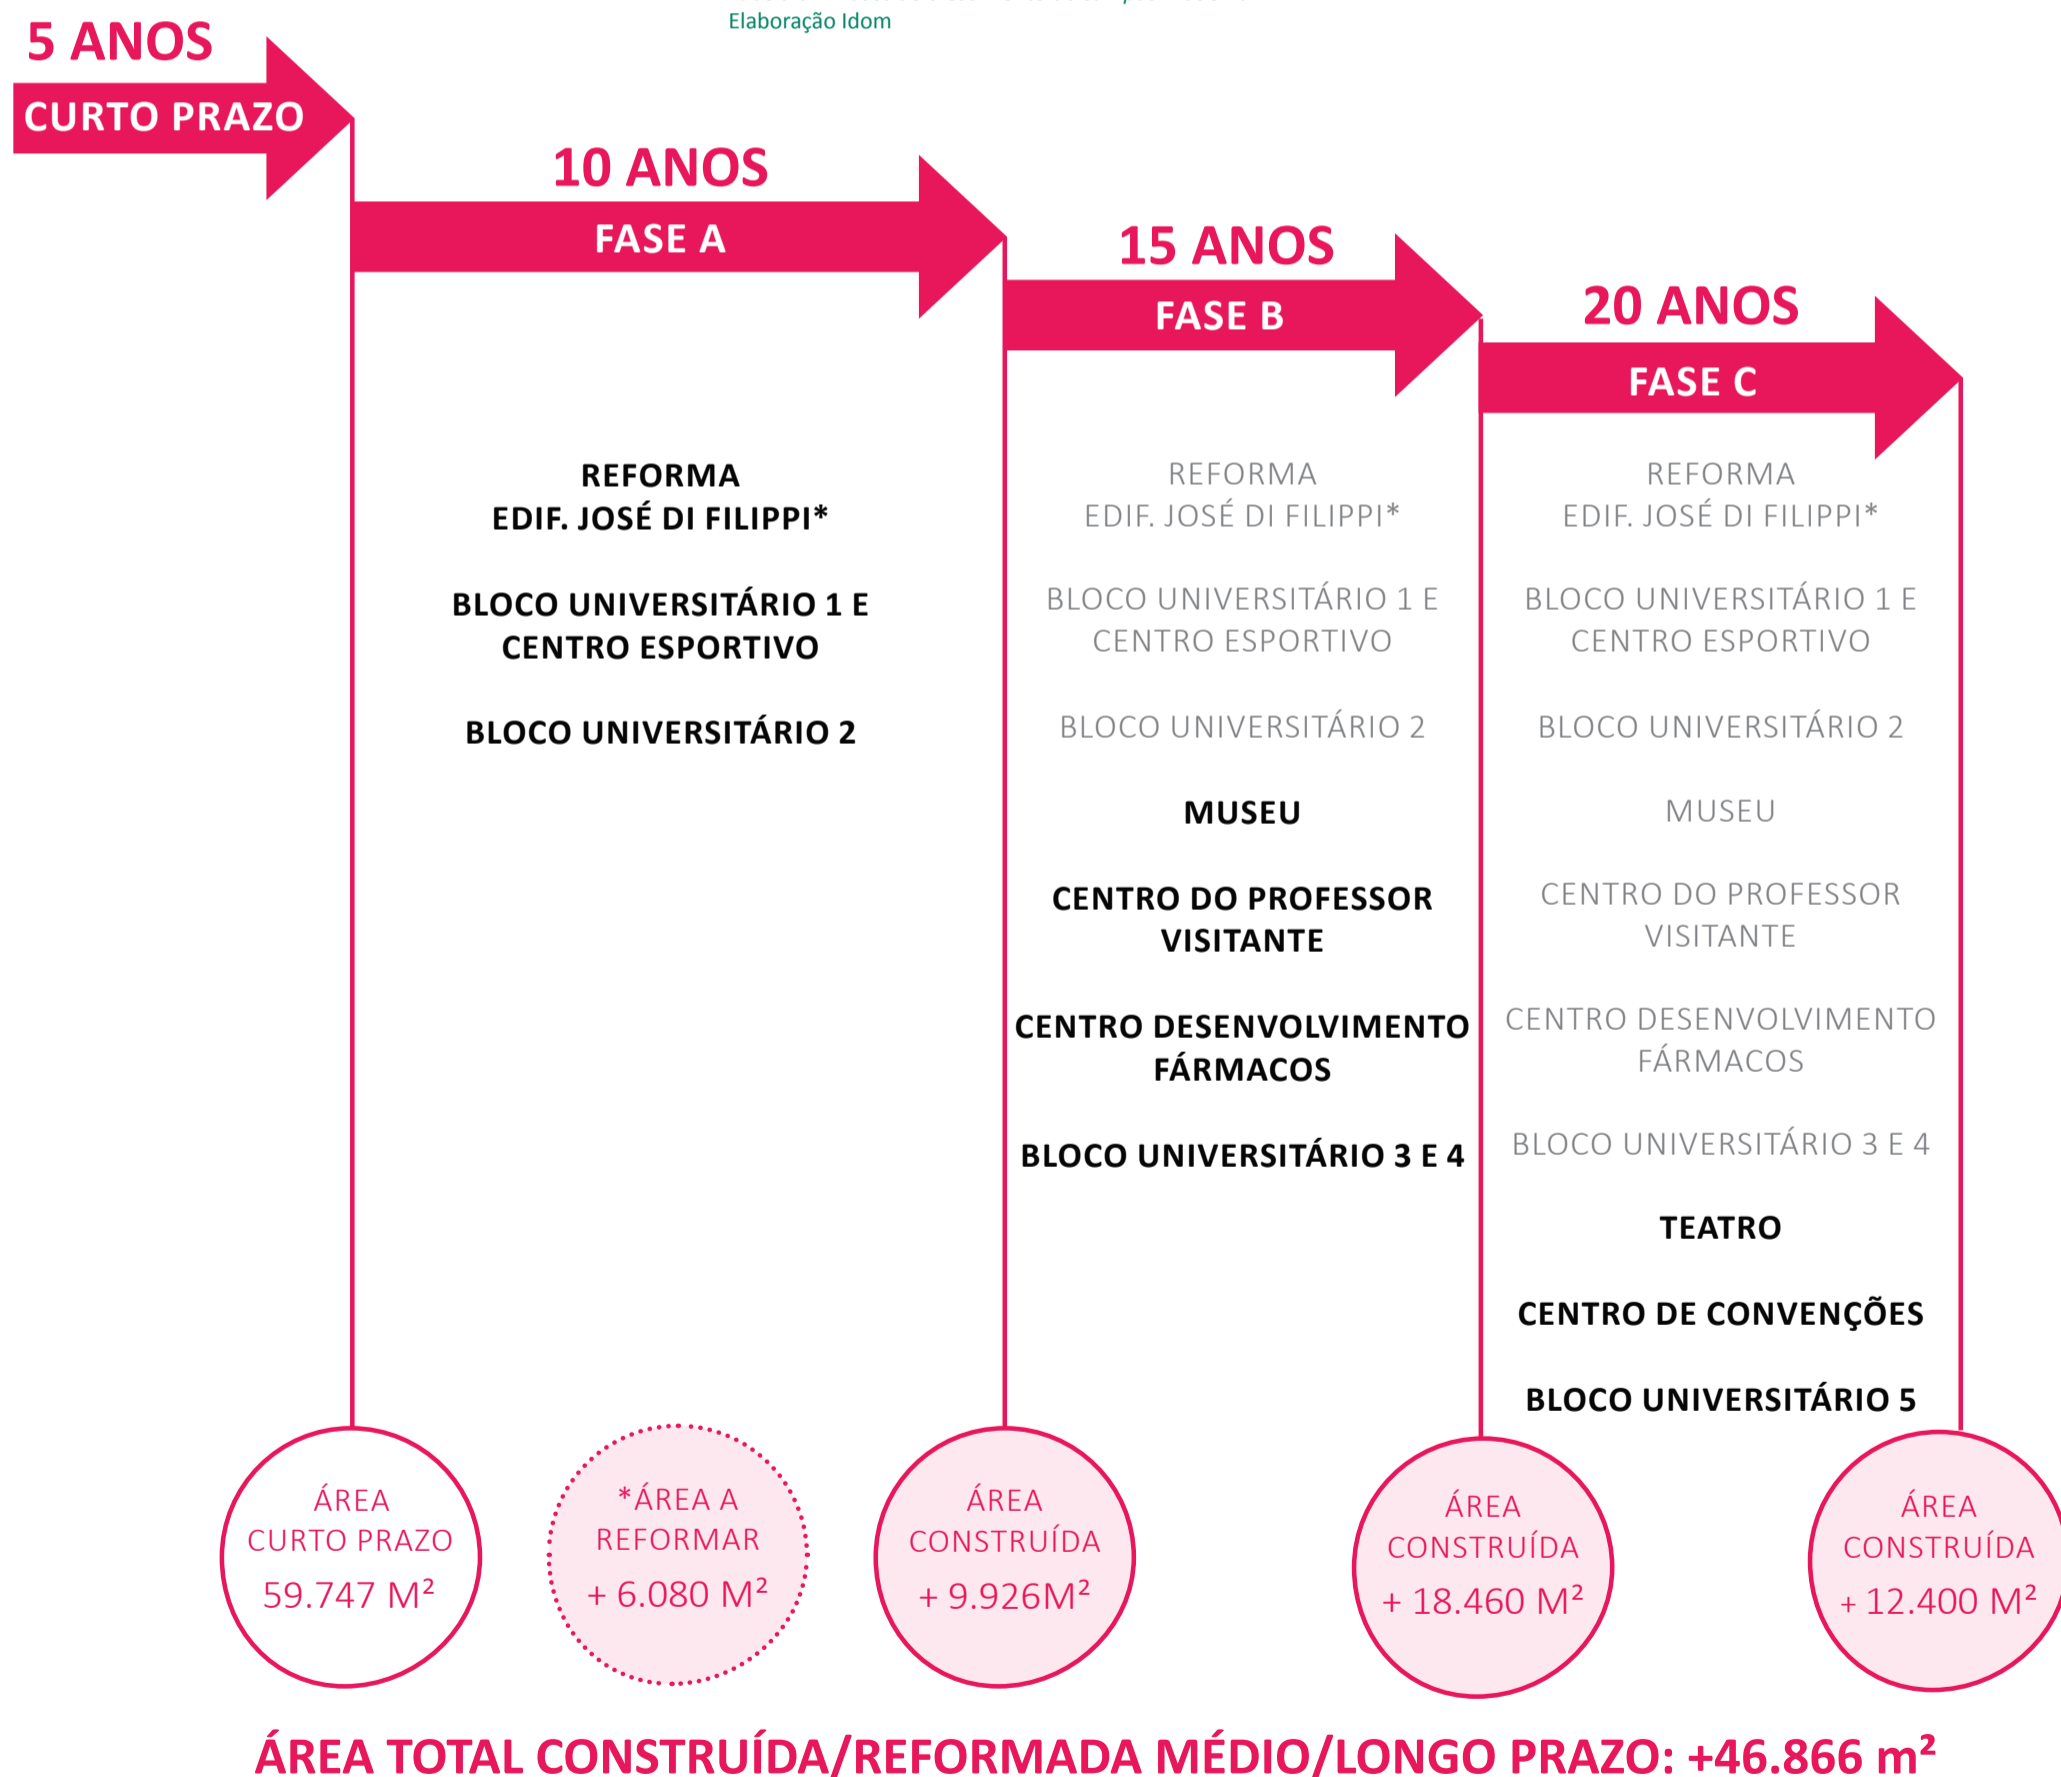 Elaboração Idom
5 ANOS
CURTO PRAZO
10 ANOS
FASE A
15 ANOS
FASE B
20 ANOS
FASE C
REFORMA
EDIF. JOSÉ DI FILIPPI*
BLOCO UNIVERSITÁRIO 1 E
CENTRO ESPORTIVO
BLOCO UNIVERSITÁRIO 2
REFORMA
EDIF. JOSÉ DI FILIPPI*
BLOCO UNIVERSITÁRIO 1 E
CENTRO ESPORTIVO
BLOCO UNIVERSITÁRIO 2
MUSEU
CENTRO DO PROFESSOR
VISITANTE
CENTRO DESENVOLVIMENTO
FÁRMACOS
BLOCO UNIVERSITÁRIO 3 E 4
REFORMA
EDIF. JOSÉ DI FILIPPI*
BLOCO UNIVERSITÁRIO 1 E
CENTRO ESPORTIVO
BLOCO UNIVERSITÁRIO 2
MUSEU
CENTRO DO PROFESSOR
VISITANTE
CENTRO DESENVOLVIMENTO
FÁRMACOS
BLOCO UNIVERSITÁRIO 3 E 4
TEATRO
CENTRO DE CONVENÇÕES
BLOCO UNIVERSITÁRIO 5
ÁREA
CURTO PRAZO
59.747 M²
*ÁREA A
REFORMAR
+ 6.080 M²
ÁREA
CONSTRUÍDA
+ 9.926M²
ÁREA
CONSTRUÍDA
+ 18.460 M²
ÁREA
CONSTRUÍDA
+ 12.400 M²
ÁREA TOTAL CONSTRUÍDA/REFORMADA MÉDIO/LONGO PRAZO: +46.866 m²